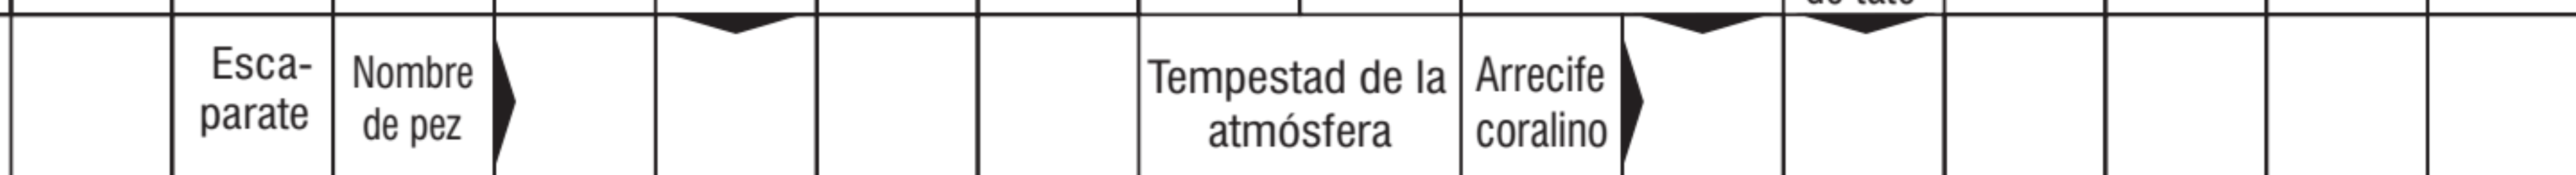 Esca-
parate
Nombre
de pez
Tempestad de la
atmósfera
Arrecife
coralino